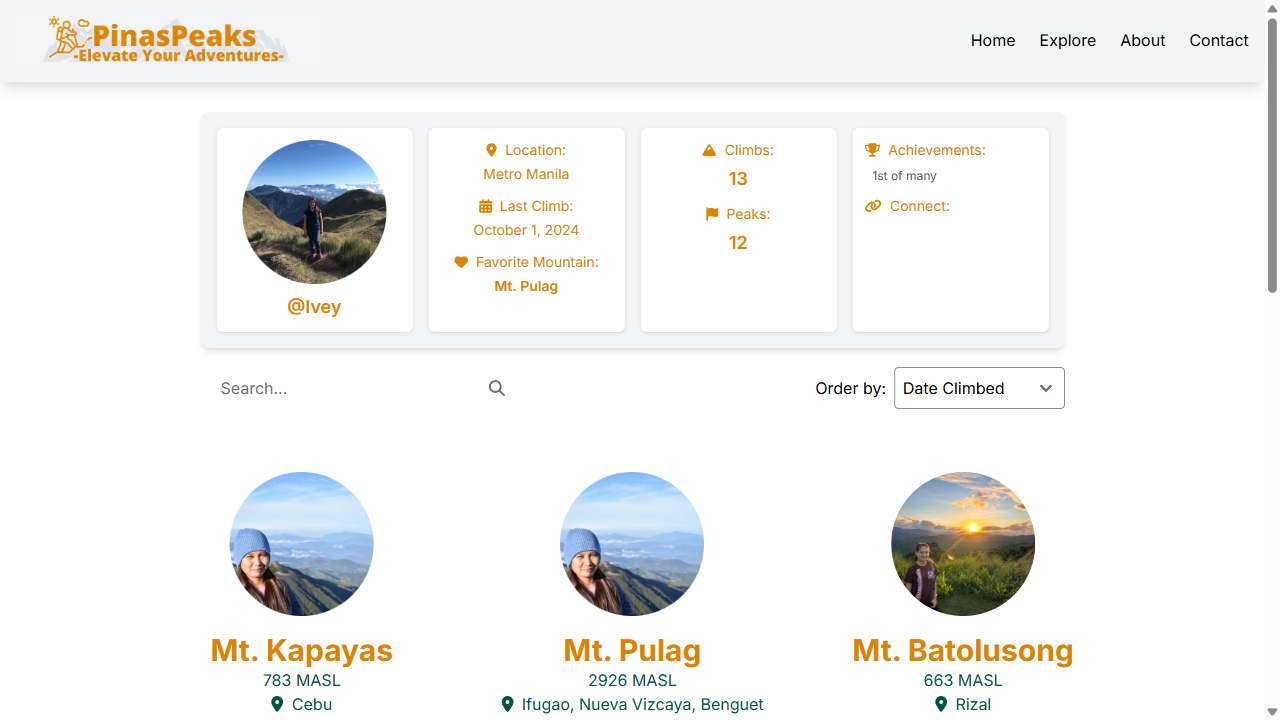 PinasPeaks
-Elevate Your Adventures-
Home Explore About Contact
@Ivey
Location:
Metro Manila
Last Climb:
October 1, 2024
Favorite Mountain:
Mt. Pulag
Climbs:
13
Peaks:
12
Achievements:
1st of many
Connect:
Search...
Order by: Date Climbed
Mt. Kapayas
783 MASL
Cebu
Mt. Pulag
2926 MASL
Ifugao, Nueva Vizcaya, Benguet
Mt. Batolusong
663 MASL
Rizal